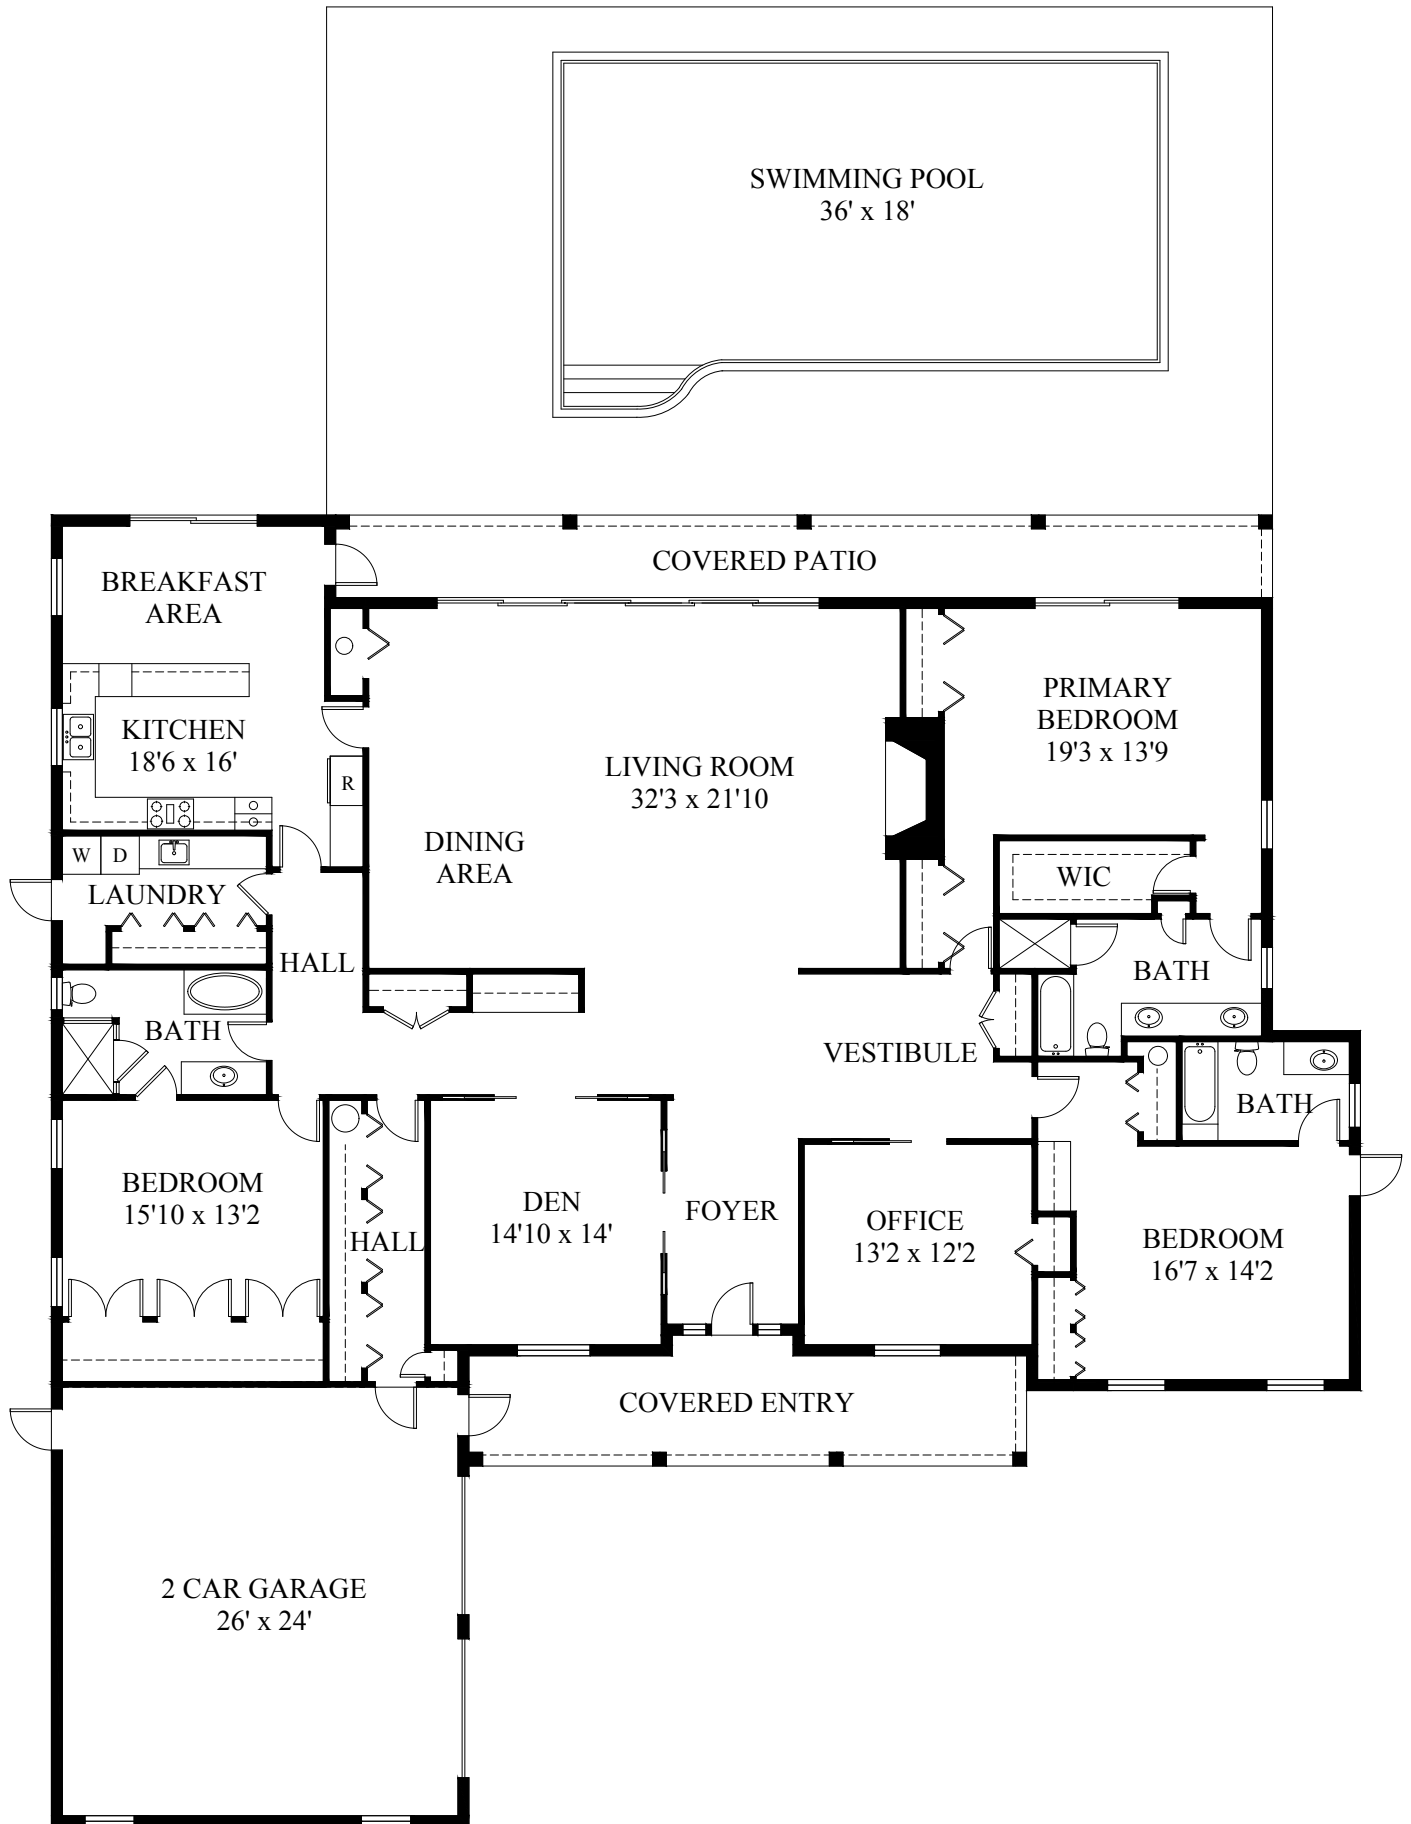 SWIMMING POOL
36' x 18'
COVERED PATIO
BREAKFAST
AREA
KITCHEN
18'6 x 16'
R
LIVING ROOM
32'3 x 21'10
PRIMARY
BEDROOM
19'3 x 13'9
DINING
AREA
W
D
LAUNDRY
WIC
HALL
BATH
BATH
VESTIBULE
BATH
BEDROOM
15'10 x 13'2
HALL
DEN
14'10 x 14'
FOYER
OFFICE
13'2 x 12'2
BEDROOM
16'7 x 14'2
COVERED ENTRY
2 CAR GARAGE
26' x 24'